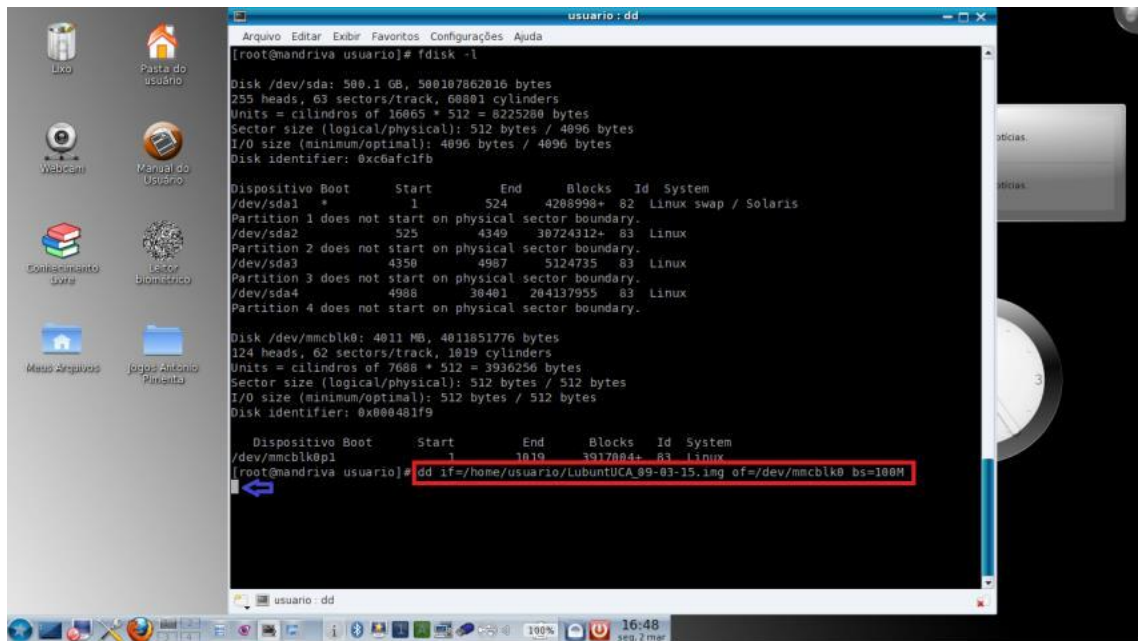 usuario : dd
Arquivo Editar Exibir Favoritos Configurações Ajuda
[root@mandriva usuario]# fdisk -l
Disk /dev/sda: 500.1 GB, 500107862016 bytes
255 heads, 63 sectors/track, 60801 cylinders
Units = cilindros of 16065 * 512 = 8225280 bytes
Sector size (logical/physical): 512 bytes / 4096 bytes
I/O size (minimum/optimal): 4096 bytes / 4096 bytes
Disk identifier: 0xc6afc1fb
Dispositivo Boot Start End Blocks Id System
/dev/sda1 * 1 524 4208998+ 82 Linux swap / Solaris
Partition 1 does not start on physical sector boundary.
/dev/sda2 525 4349 30724312+ 83 Linux
Partition 2 does not start on physical sector boundary.
/dev/sda3 4350 4987 5124735 83 Linux
Partition 3 does not start on physical sector boundary.
/dev/sda4 4988 30401 204137955 83 Linux
Partition 4 does not start on physical sector boundary.
Disk /dev/mmcblk0: 4011 MB, 4011851776 bytes
124 heads, 62 sectors/track, 1019 cylinders
Units = cilindros of 7688 * 512 = 3936256 bytes
Sector size (logical/physical): 512 bytes / 512 bytes
I/O size (minimum/optimal): 512 bytes / 512 bytes
Disk identifier: 0x000481f9
Dispositivo Boot Start End Blocks Id System
/dev/mmcblk0p1 1 1019 3917004+ 83 Linux
[root@mandriva usuario]# dd if=/home/usuario/LubuntUCA_09-03-15.img of=/dev/mmcblk0 bs=100M
usuario : dd
Lixo
Pasta do
usuário
Webcam
Manual do
Usuário
Conhecimento
Livre
Leitor
biométrico
Meus Arquivos
Jogos Antonio
Pimenta
otícias.
otícias.
3
100%
16:48
seg. 2 mar